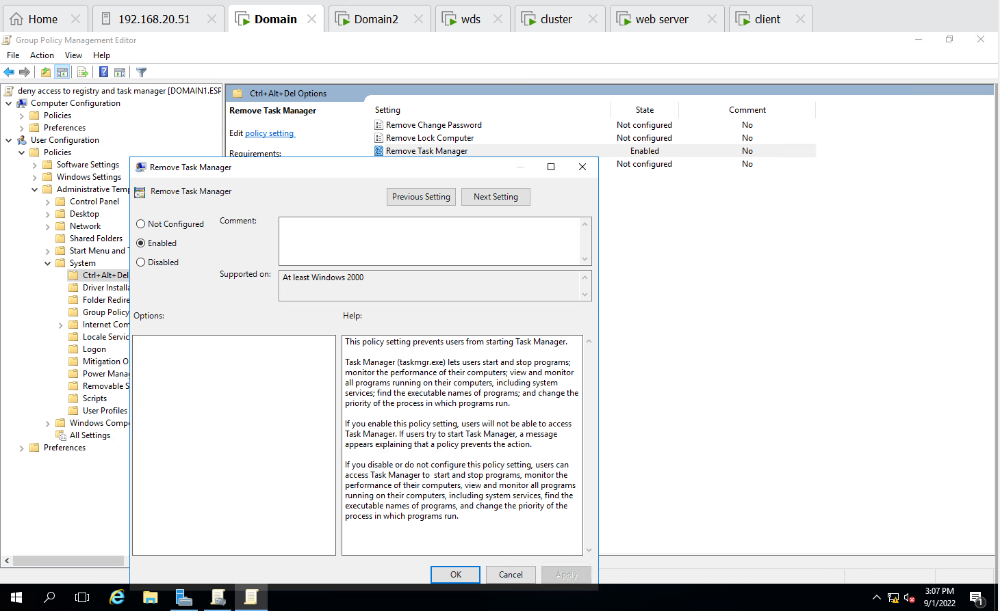 Home
192.168.20.51
Domain
Domain2
wds
cluster
web server
client
Group Policy Management Editor
File Action View Help
deny access to registry and task manager [DOMAIN1.ESP
Computer Configuration
Policies
Preferences
User Configuration
Policies
Software Settings
Windows Settings
Administrative Temp
Control Panel
Desktop
Network
Shared Folders
Start Menu and T
System
Ctrl+Alt+Del
Driver Installa
Folder Redire
Group Policy
Internet Com
Locale Servic
Logon
Mitigation O
Power Mana
Removable S
Scripts
User Profiles
Windows Comp
All Settings
Preferences
Ctrl+Alt+Del Options
Remove Task Manager
Edit policy setting
Requirements:
Setting State Comment
Remove Change Password Not configured No
Remove Lock Computer Not configured No
Remove Task Manager Enabled No
Not configured No
Remove Task Manager
Remove Task Manager
Previous Setting
Next Setting
Not Configured
Enabled
Disabled
Comment:
Supported on:
At least Windows 2000
Options:
Help:
This policy setting prevents users from starting Task Manager.
Task Manager (taskmgr.exe) lets users start and stop programs;
monitor the performance of their computers; view and monitor
all programs running on their computers, including system
services; find the executable names of programs; and change the
priority of the process in which programs run.
If you enable this policy setting, users will not be able to access
Task Manager. If users try to start Task Manager, a message
appears explaining that a policy prevents the action.
If you disable or do not configure this policy setting, users can
access Task Manager to start and stop programs, monitor the
performance of their computers, view and monitor all programs
running on their computers, including system services, find the
executable names of programs, and change the priority of the
process in which programs run.
OK
Cancel
Apply
3:07 PM
9/1/2022
1